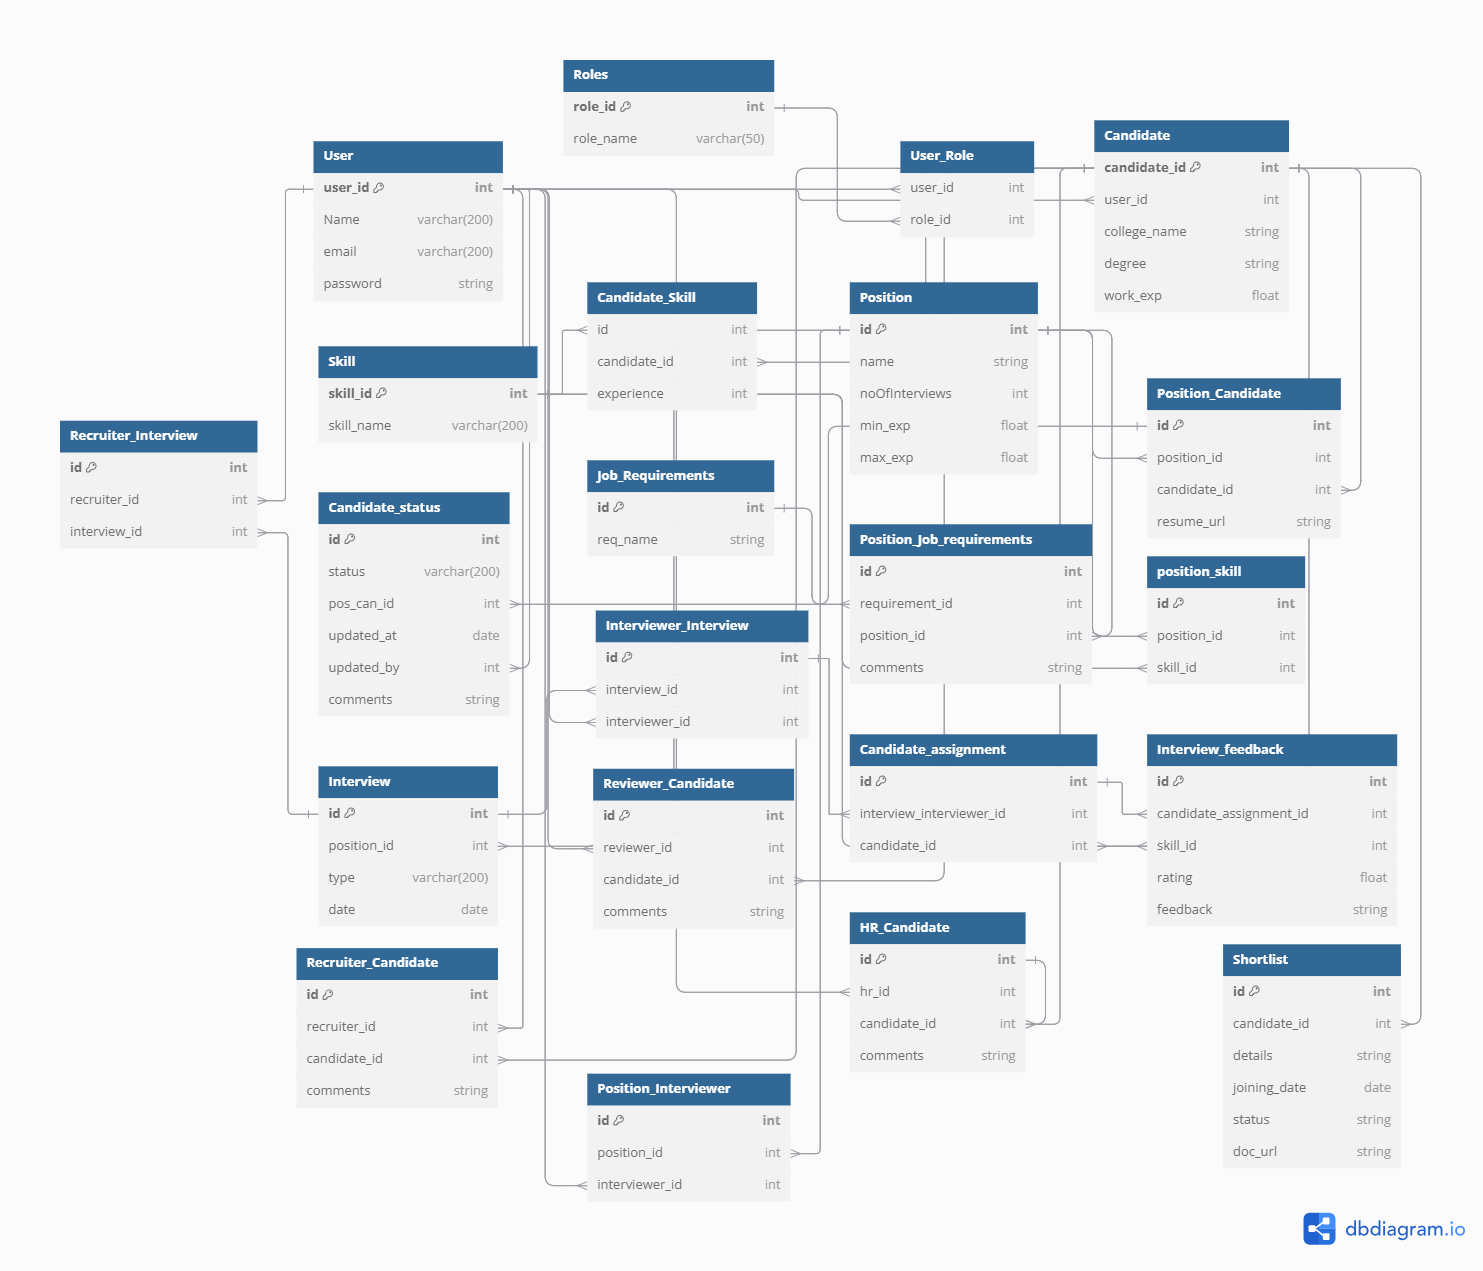 Roles
role_id int
role_name varchar(50)
User
user_id int
Name varchar(200)
email varchar(200)
password string
User_Role
user_id int
role_id int
Candidate
candidate_id int
user_id int
college_name string
degree string
work_exp float
Candidate_Skill
id int
candidate_id int
experience int
Position
id int
name string
noOfInterviews int
min_exp float
max_exp float
Skill
skill_id int
skill_name varchar(200)
Position_Candidate
id int
position_id int
candidate_id int
resume_url string
Recruiter_Interview
id int
recruiter_id int
interview_id int
Job_Requirements
id int
req_name string
Candidate_status
id int
status varchar(200)
pos_can_id int
updated_at date
updated_by int
comments string
Position_Job_requirements
id int
requirement_id int
position_id int
comments string
position_skill
id int
position_id int
skill_id int
Interviewer_Interview
id int
interview_id int
interviewer_id int
Candidate_assignment
id int
interview_interviewer_id int
candidate_id int
Interview_feedback
id int
candidate_assignment_id int
skill_id int
rating float
feedback string
Interview
id int
position_id int
type varchar(200)
date date
Reviewer_Candidate
id int
reviewer_id int
candidate_id int
comments string
HR_Candidate
id int
hr_id int
candidate_id int
comments string
Recruiter_Candidate
id int
recruiter_id int
candidate_id int
comments string
Shortlist
id int
candidate_id int
details string
joining_date date
status string
doc_url string
Position_Interviewer
id int
position_id int
interviewer_id int
dbdiagram.io